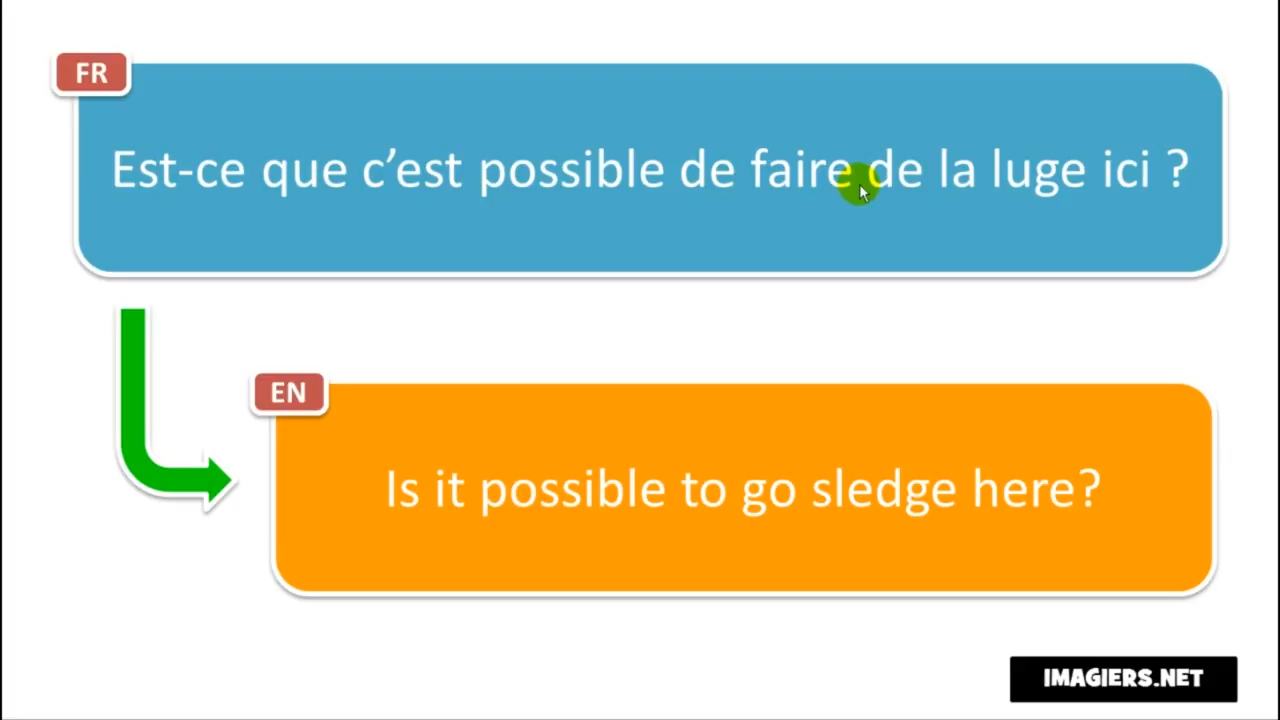 FR
Est-ce que c’est possible de faire de la luge ici ?
EN
Is it possible to go sledge here?
IMAGIERS.NET